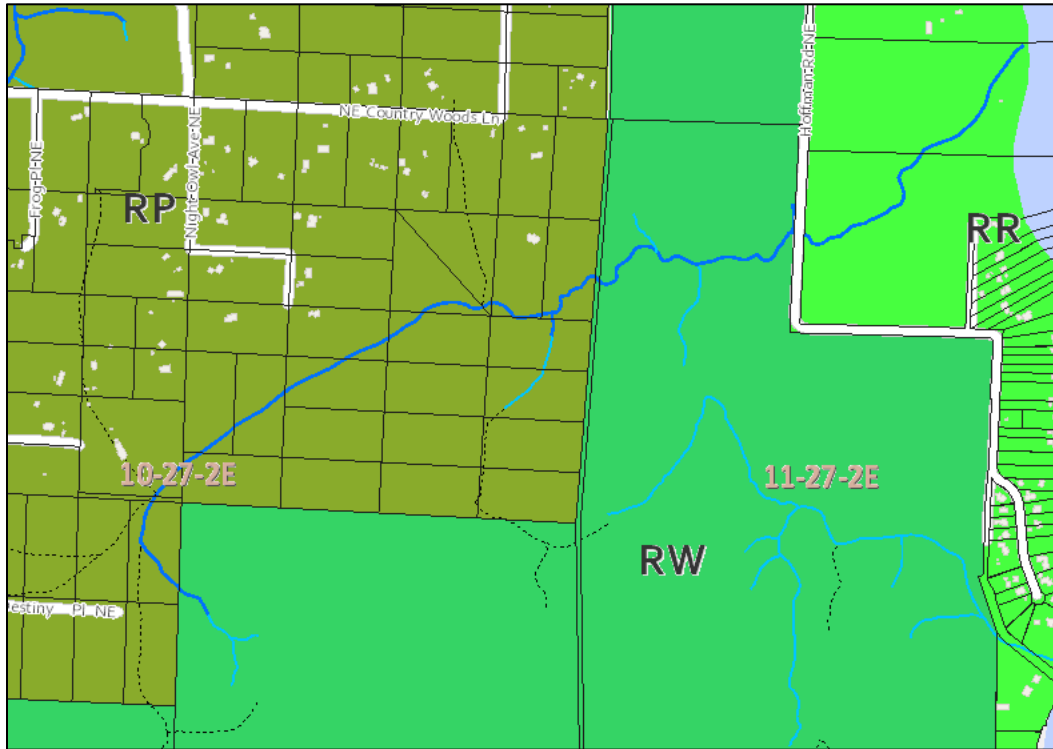 NE Country Woods Ln
Hoffman Rd NE
Night Owl Ave NE
Frog Pl NE
RP
RR
10-27-2E
11-27-2E
RW
estiny Pl NE